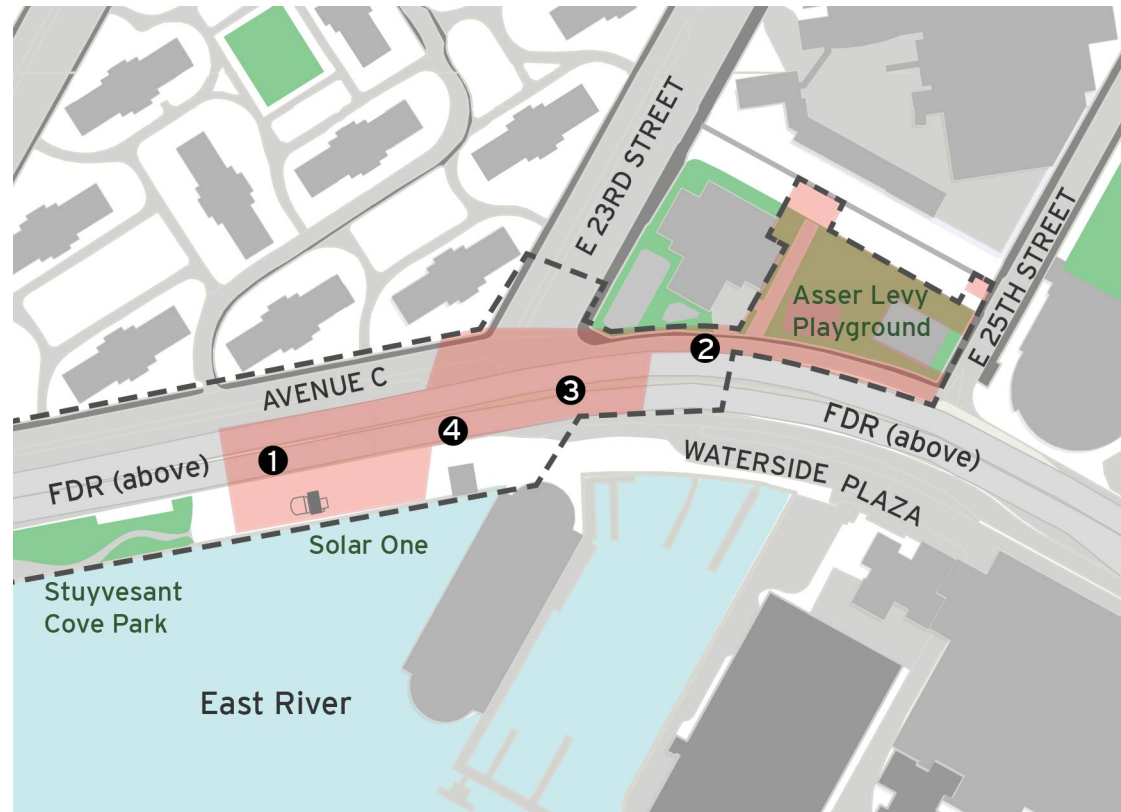 E 23RD STREET
E 25TH STREET
Asser Levy
Playground
2
AVENUE C
3
4
1
FDR (above)
FDR (above)
WATERSIDE PLAZA
Solar One
Stuyvesant
Cove Park
East River